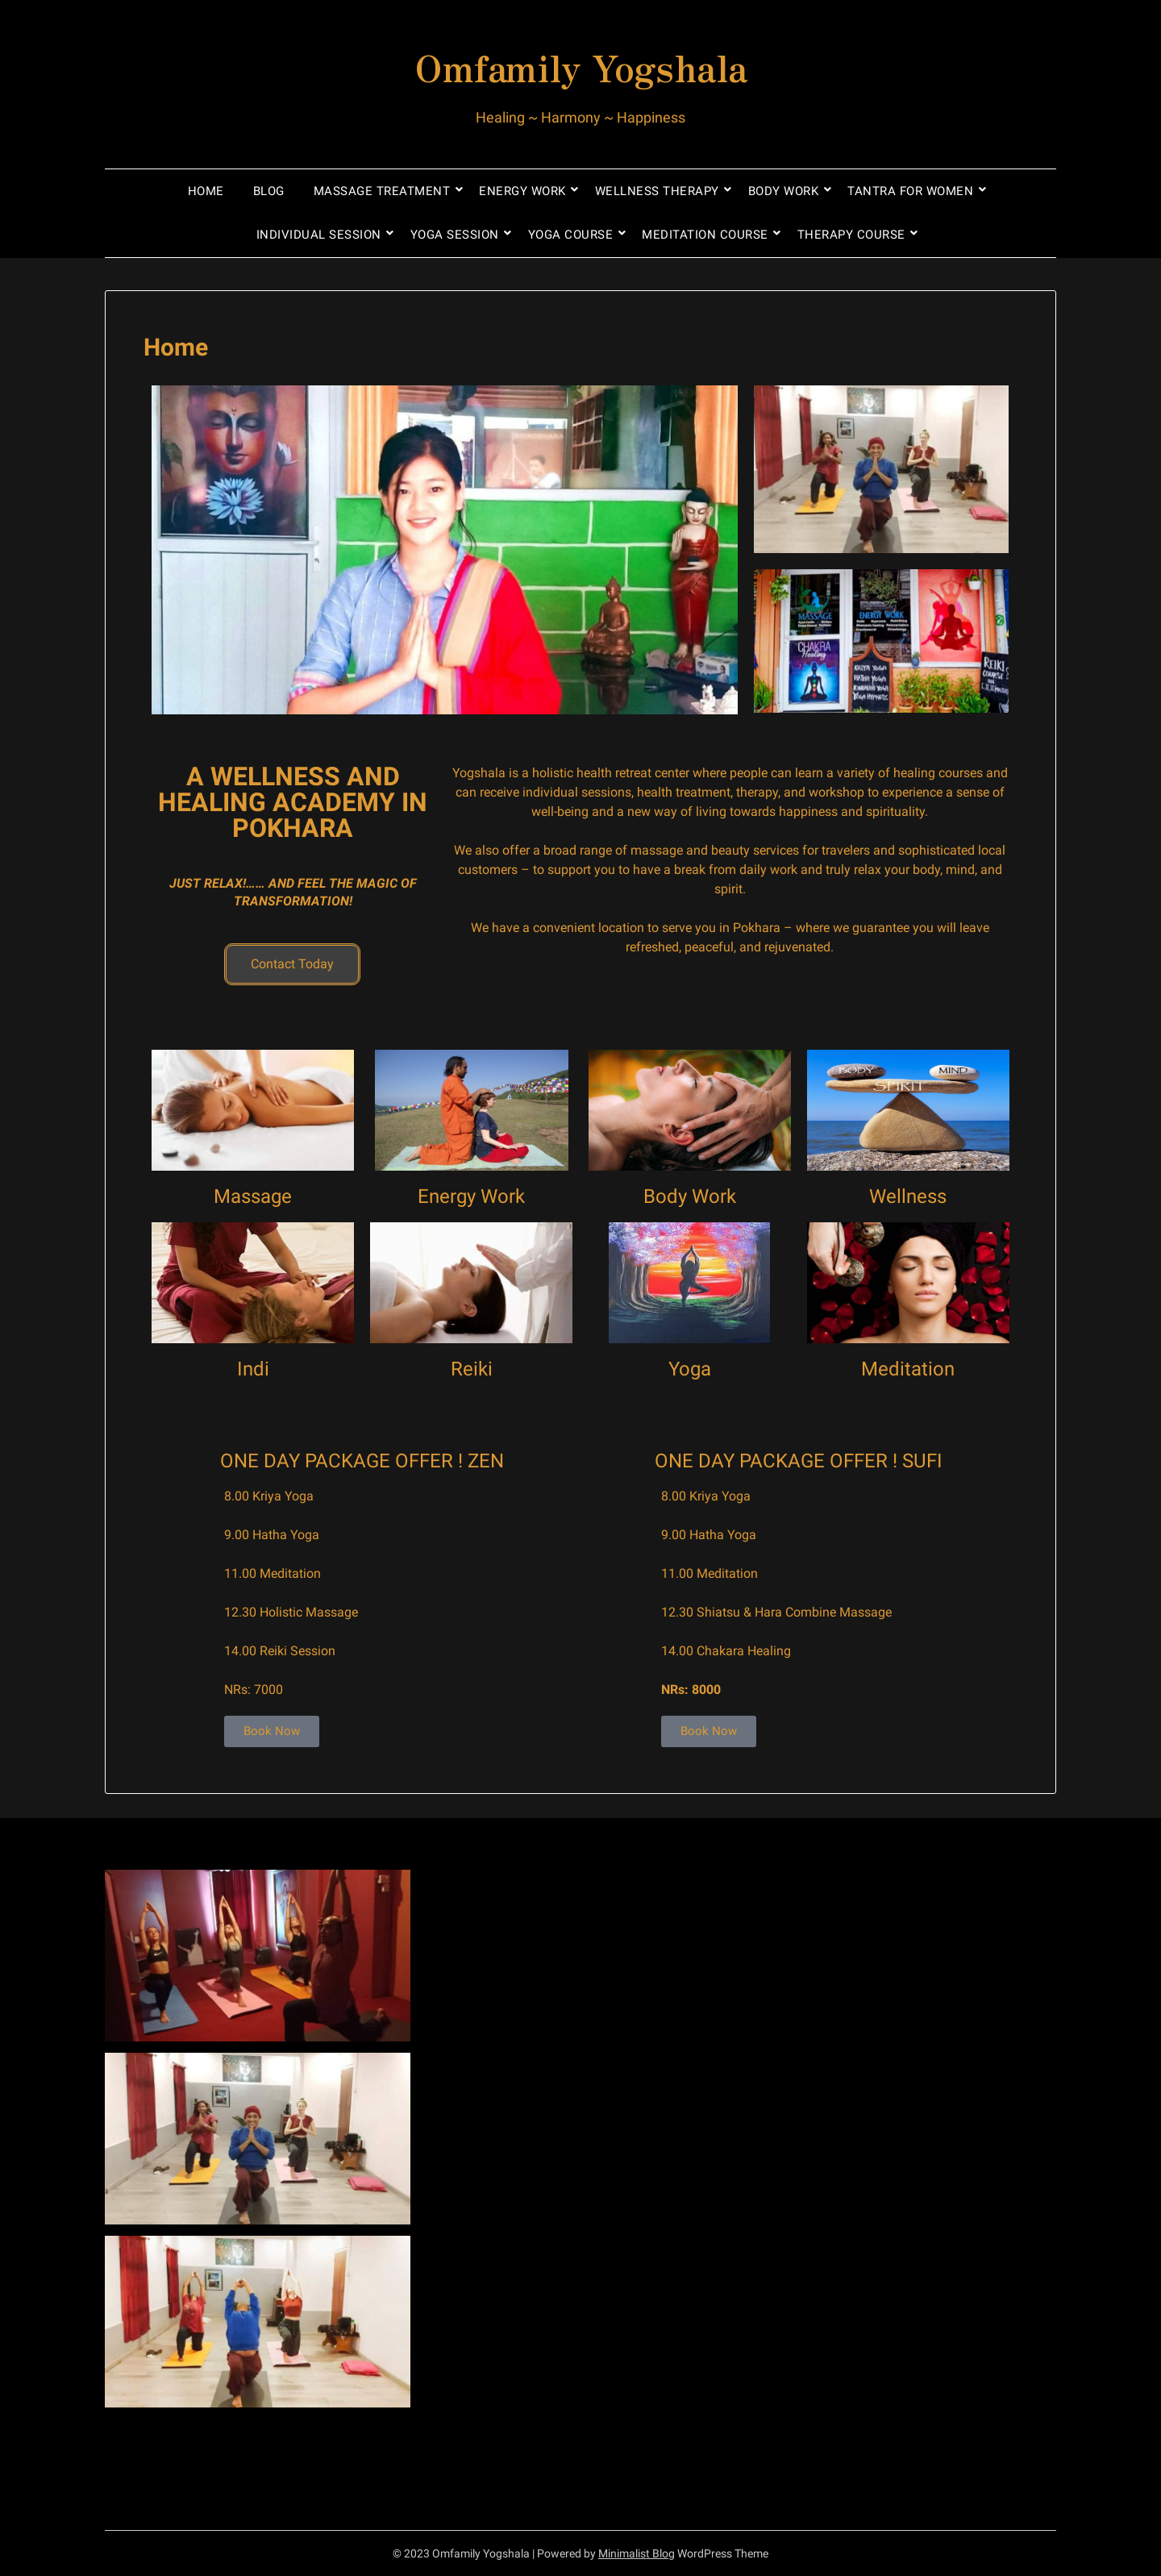 Omfamily Yogshala
Healing ~ Harmony ~ Happiness
HOME BLOG MASSAGE TREATMENT ENERGY WORK WELLNESS THERAPY BODY WORK TANTRA FOR WOMEN
INDIVIDUAL SESSION YOGA SESSION YOGA COURSE MEDITATION COURSE THERAPY COURSE
Home
MASSAGE
ENERGY WORK
CHAKRA
Healing
REIKI
COURSE
A WELLNESS AND
HEALING ACADEMY IN
POKHARA
JUST RELAX!…… AND FEEL THE MAGIC OF
TRANSFORMATION!
Contact Today
Yogshala is a holistic health retreat center where people can learn a variety of healing courses and
can receive individual sessions, health treatment, therapy, and workshop to experience a sense of
well-being and a new way of living towards happiness and spirituality.
We also offer a broad range of massage and beauty services for travelers and sophisticated local
customers – to support you to have a break from daily work and truly relax your body, mind, and
spirit.
We have a convenient location to serve you in Pokhara – where we guarantee you will leave
refreshed, peaceful, and rejuvenated.
BODY MIND
SPIRIT
Massage Energy Work Body Work Wellness
Indi Reiki Yoga Meditation
ONE DAY PACKAGE OFFER ! ZEN
8.00 Kriya Yoga
9.00 Hatha Yoga
11.00 Meditation
12.30 Holistic Massage
14.00 Reiki Session
NRs: 7000
Book Now
ONE DAY PACKAGE OFFER ! SUFI
8.00 Kriya Yoga
9.00 Hatha Yoga
11.00 Meditation
12.30 Shiatsu & Hara Combine Massage
14.00 Chakara Healing
NRs: 8000
Book Now
© 2023 Omfamily Yogshala | Powered by Minimalist Blog WordPress Theme